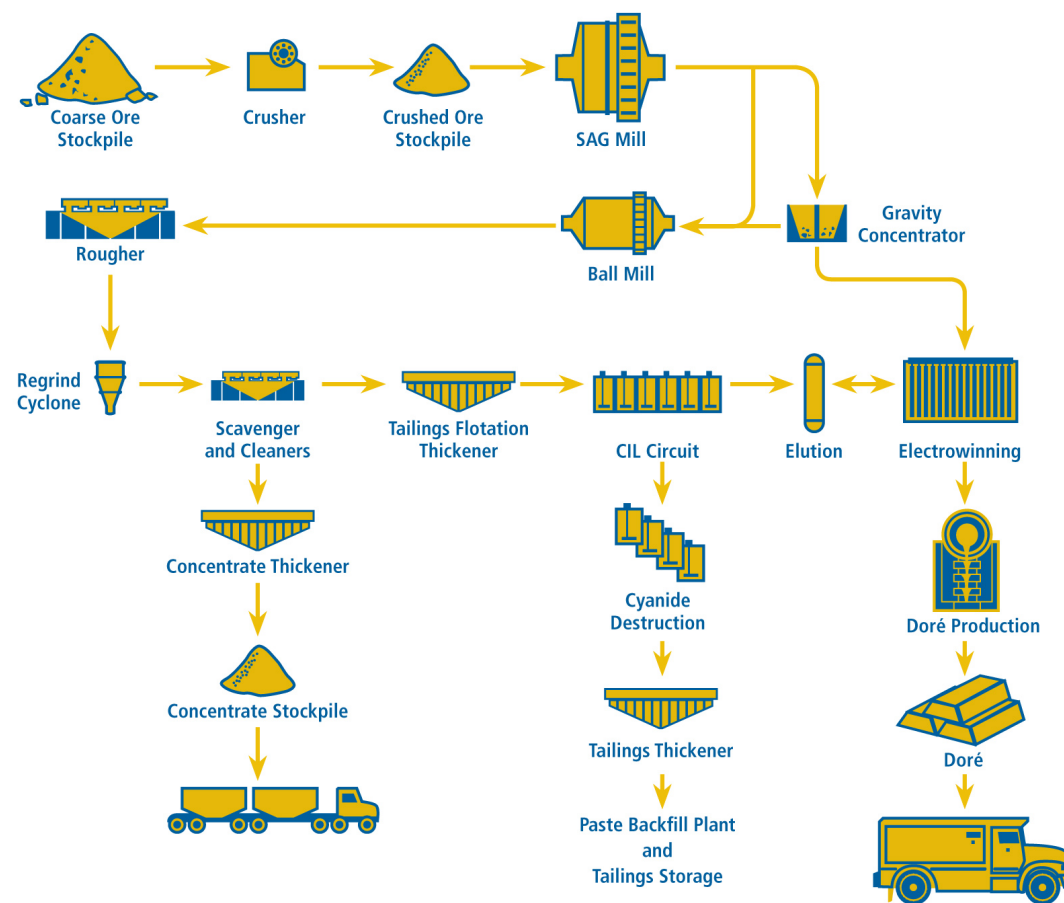 Coarse Ore
Stockpile
Crusher
Crushed Ore
Stockpile
SAG Mill
Gravity
Concentrator
Rougher
Ball Mill
Regrind
Cyclone
Scavenger
and Cleaners
Tailings Flotation
Thickener
CIL Circuit
Elution
Electrowinning
Concentrate Thickener
Cyanide
Destruction
Doré Production
Concentrate Stockpile
Tailings Thickener
Doré
Paste Backfill Plant
and
Tailings Storage